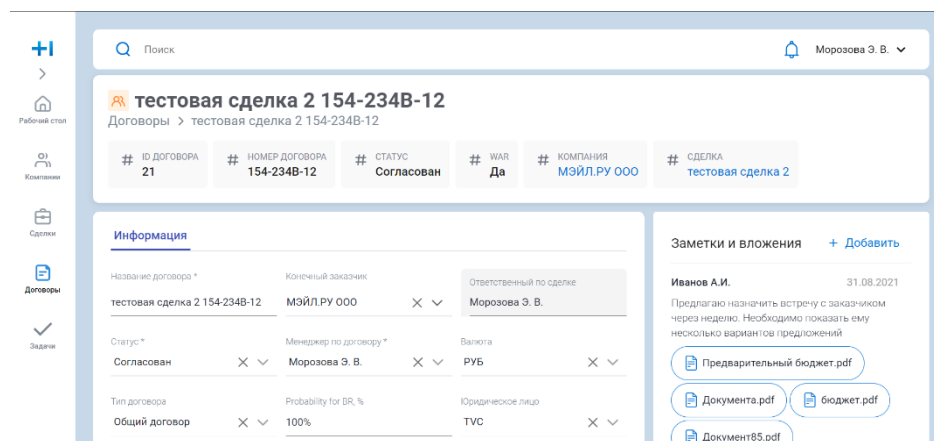 Поиск
Морозова Э. В.
Рабочий стол
Компании
Сделки
Договоры
Задачи
тестовая сделка 2 154-234В-12
Договоры > тестовая сделка 2 154-234В-12
# ID ДОГОВОРА
21
# НОМЕР ДОГОВОРА
154-234В-12
# СТАТУС
Согласован
# WAR
Да
# КОМПАНИЯ
МЭЙЛ.РУ ООО
# СДЕЛКА
тестовая сделка 2
Информация
Название договора *
тестовая сделка 2 154-234В-12
Конечный заказчик
МЭЙЛ.РУ ООО
Ответственный по сделке
Морозова Э. В.
Статус *
Согласован
Менеджер по договору *
Морозова Э. В.
Валюта
РУБ
Тип договора
Общий договор
Probability for BR, %
100%
Юридическое лицо
TVC
Заметки и вложения
+ Добавить
Иванов А.И.
31.08.2021
Предлагаю назначить встречу с заказчиком
через неделю. Необходимо показать ему
несколько вариантов предложений
Предварительный бюджет.pdf
Документа.pdf
бюджет.pdf
Документ85.pdf